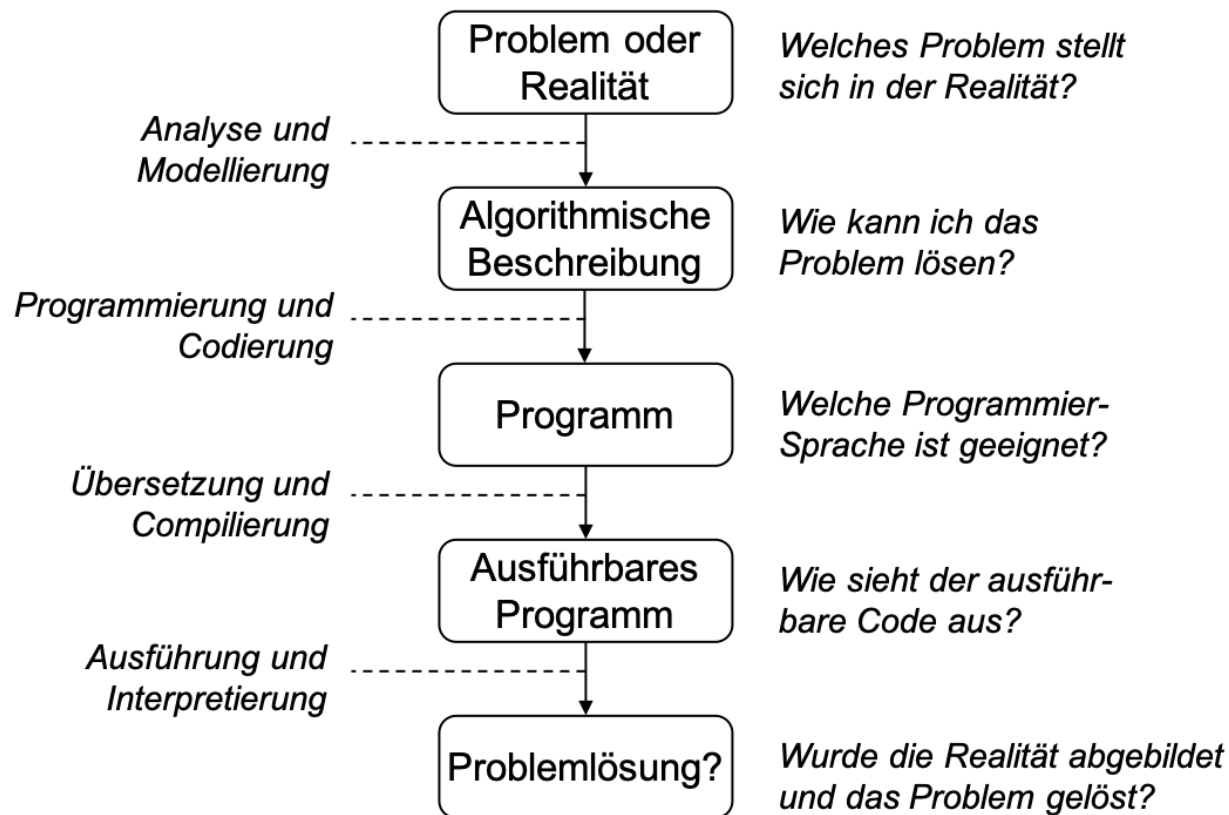 Problem oder
Realität
Welches Problem stellt
sich in der Realität?
Analyse und
Modellierung
Algorithmische
Beschreibung
Wie kann ich das
Problem lösen?
Programmierung und
Codierung
Programm
Welche Programmier-
Sprache ist geeignet?
Übersetzung und
Compilierung
Ausführbares
Programm
Wie sieht der ausführ-
bare Code aus?
Ausführung und
Interpretierung
Problemlösung?
Wurde die Realität abgebildet
und das Problem gelöst?